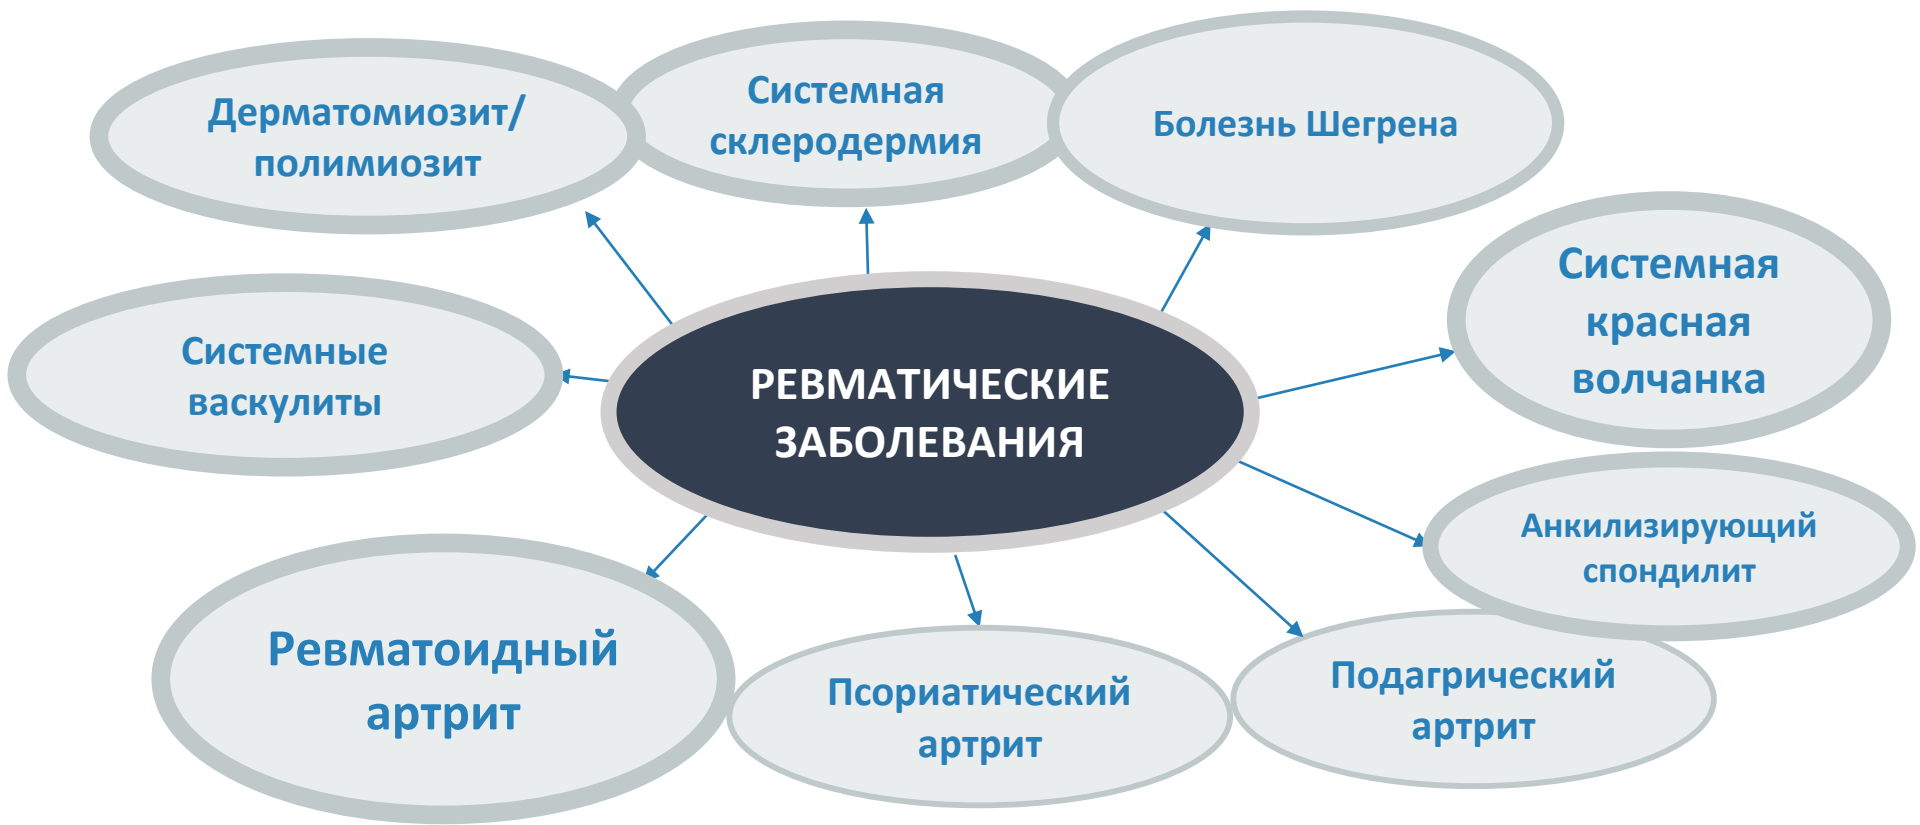 Дерматомиозит/
полимиозит
Системная
склеродермия
Болезнь Шегрена
Системная
красная
волчанка
Системные
васкулиты
РЕВМАТИЧЕСКИЕ
ЗАБОЛЕВАНИЯ
Анкилизирующий
спондилит
Ревматоидный
артрит
Псориатический
артрит
Подагрический
артрит